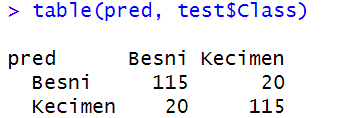 > table(pred, test$Class)
pred Besni Kecimen
Besni 115 20
Kecimen 20 115